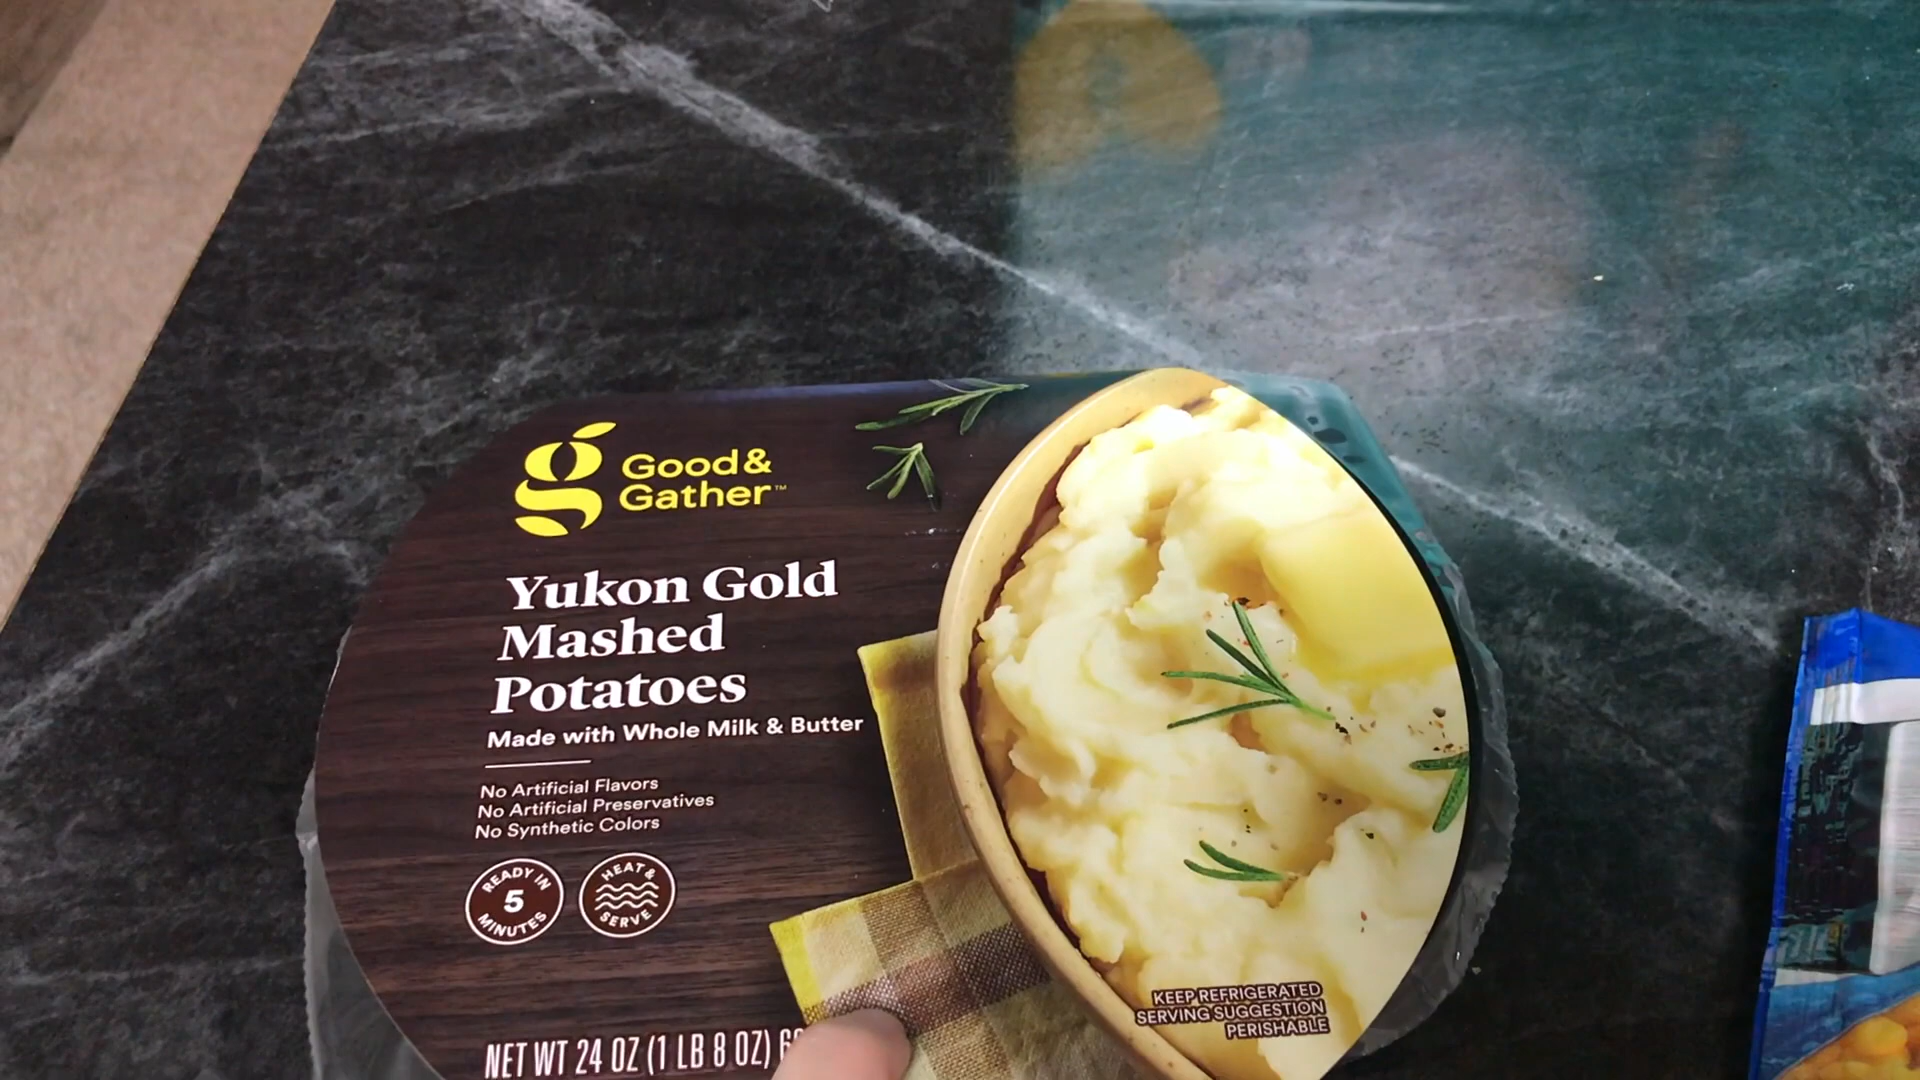 Good &
Gather™
Yukon Gold
Mashed
Potatoes
Made with Whole Milk & Butter
No Artificial Flavors
No Artificial Preservatives
No Synthetic Colors
READY IN
5
MINUTES
HEAT &
SERVE
KEEP REFRIGERATED
SERVING SUGGESTION
PERISHABLE
NET WT 24 OZ (1 LB 8 OZ)